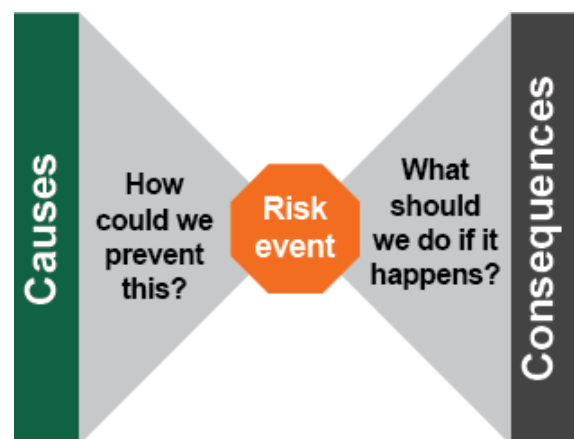 Causes
How
could we
prevent
this?
Risk
event
What
should
we do if it
happens?
Consequences